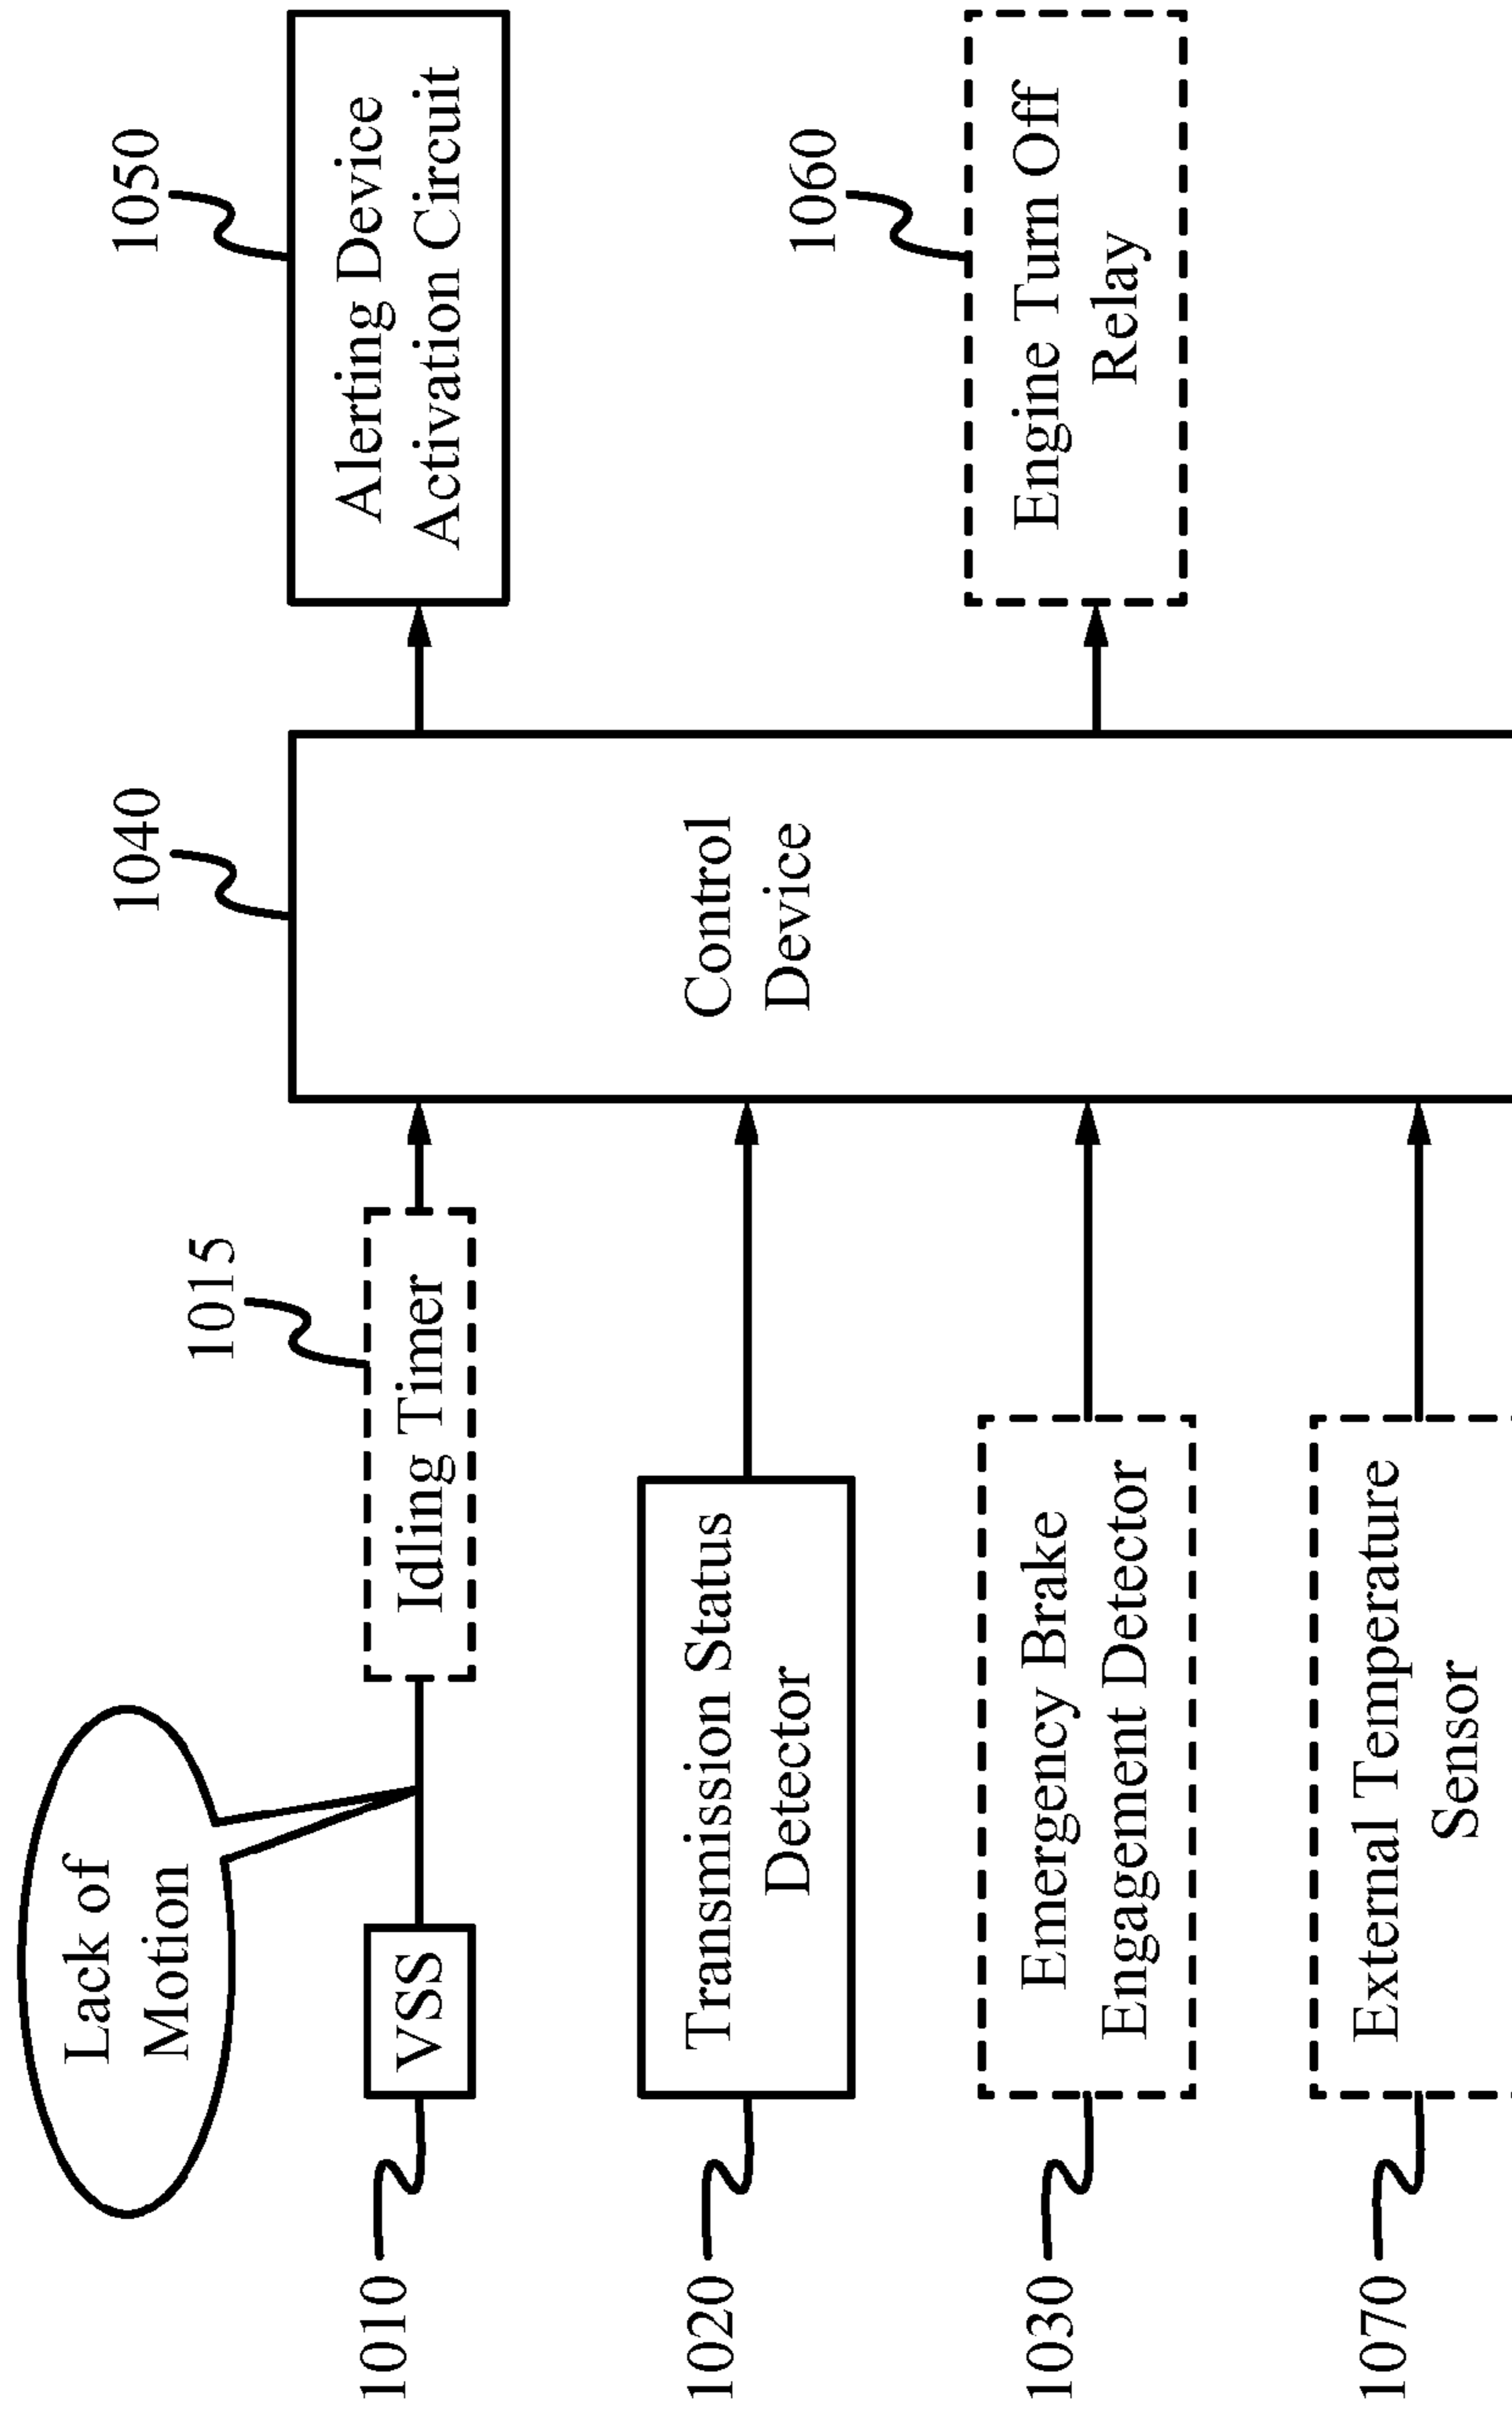 Lack of
Motion
1015
1040
1050
1010
VSS
Idling Timer
Alerting Device
Activation Circuit
1020
Transmission Status
Detector
Control
Device
1060
1030
Emergency Brake
Engagement Detector
Engine Turn Off
Relay
1070
External Temperature
Sensor